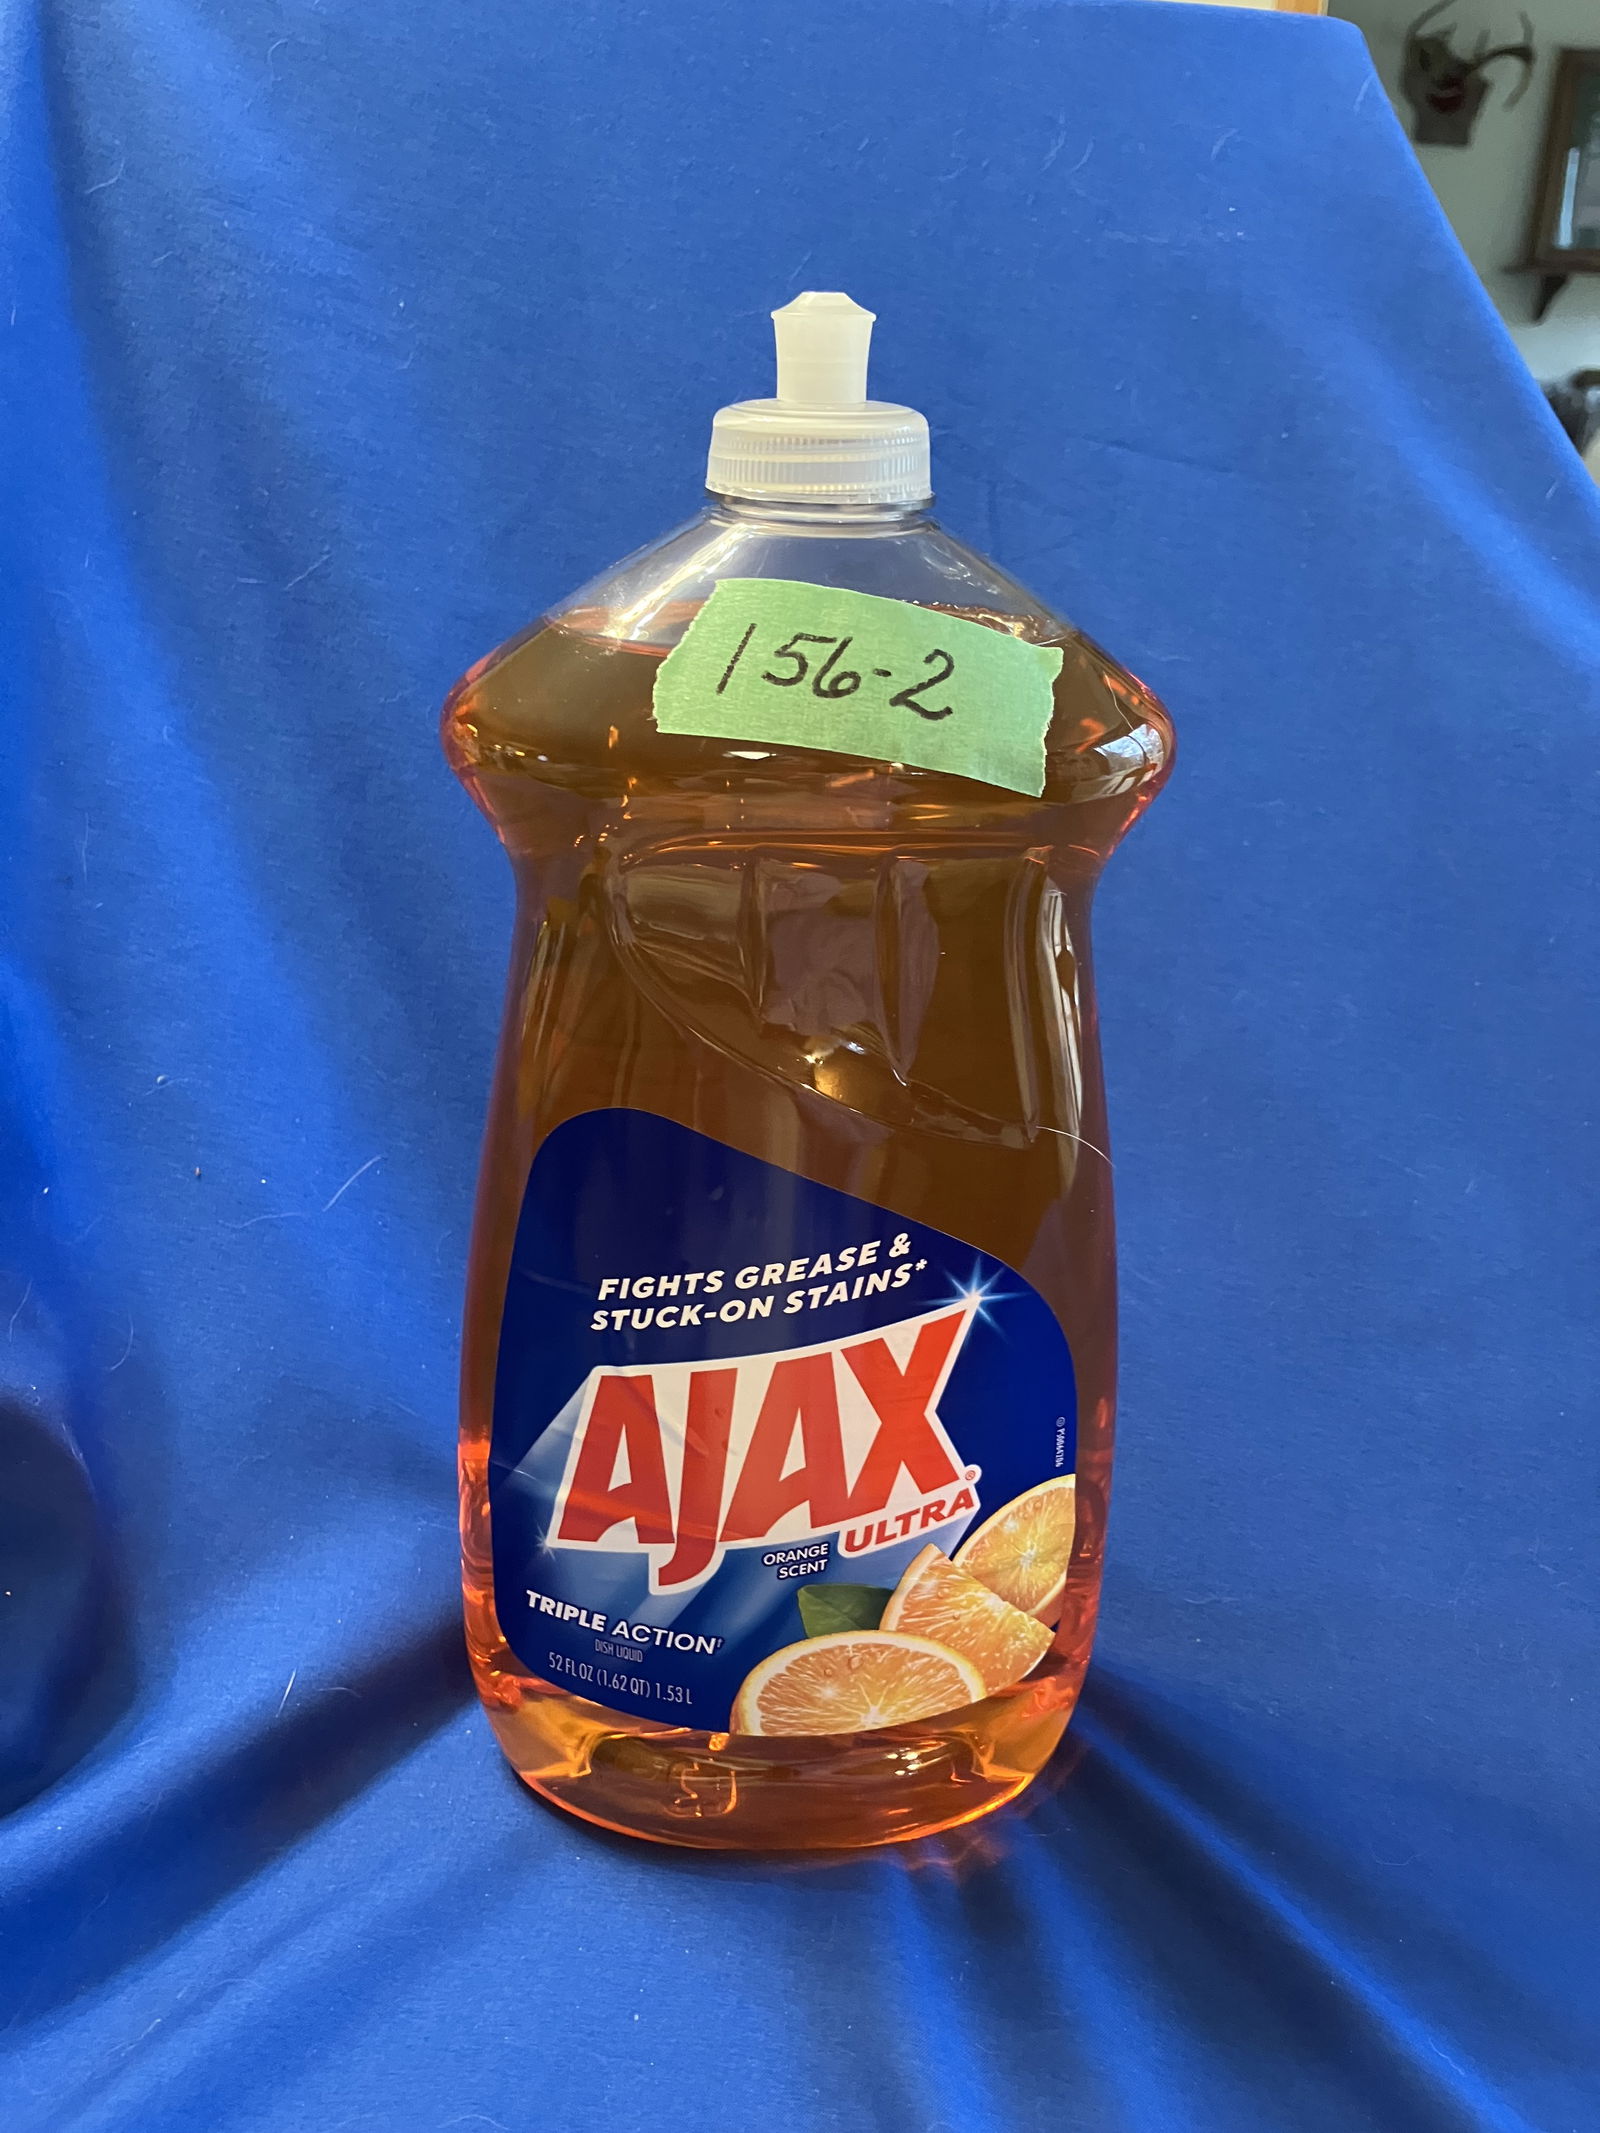 156-2
FIGHTS GREASE &
STUCK-ON STAINS*
AJAX®
ULTRA
ORANGE
SCENT
TRIPLE ACTION†
DISH LIQUID
52 FL OZ (1.62 QT) 1.53 L